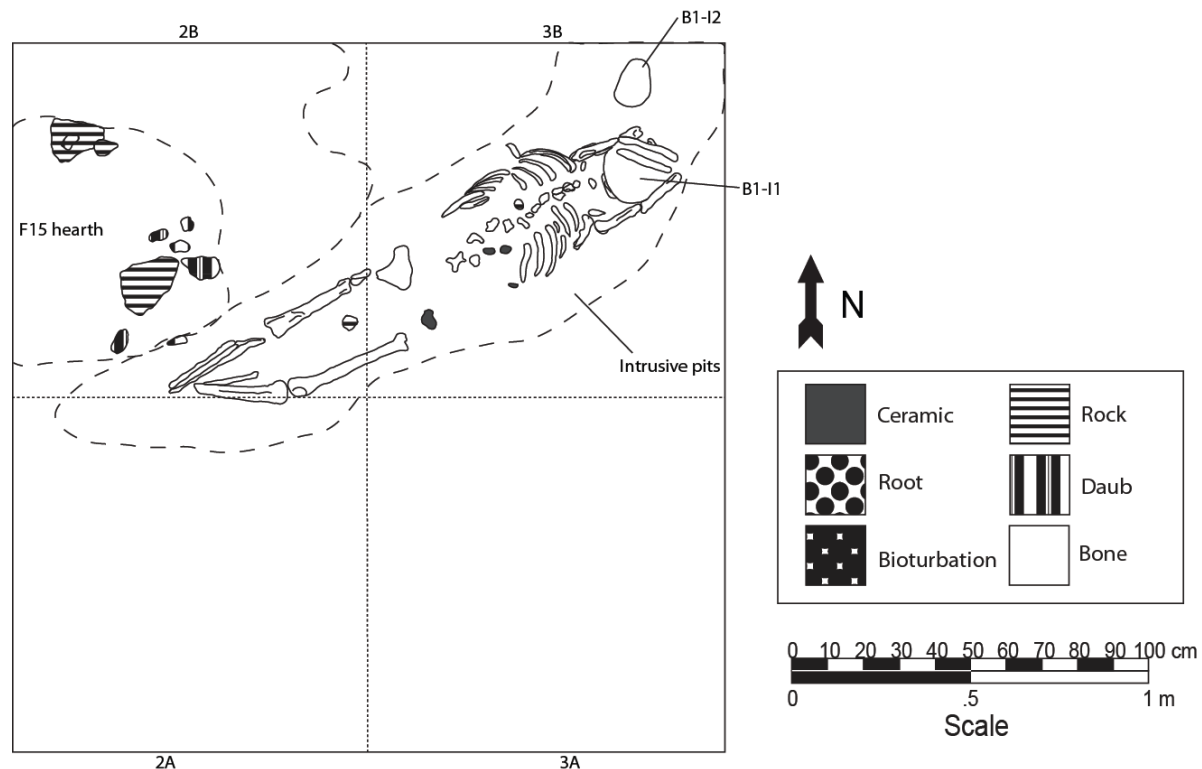 B1-I2
2B
3B
B1-I1
F15 hearth
N
Intrusive pits
Ceramic
Rock
Root
Daub
Bioturbation
Bone
0 10 20 30 40 50 60 70 80 90 100 cm
0 .5 1 m
Scale
2A
3A